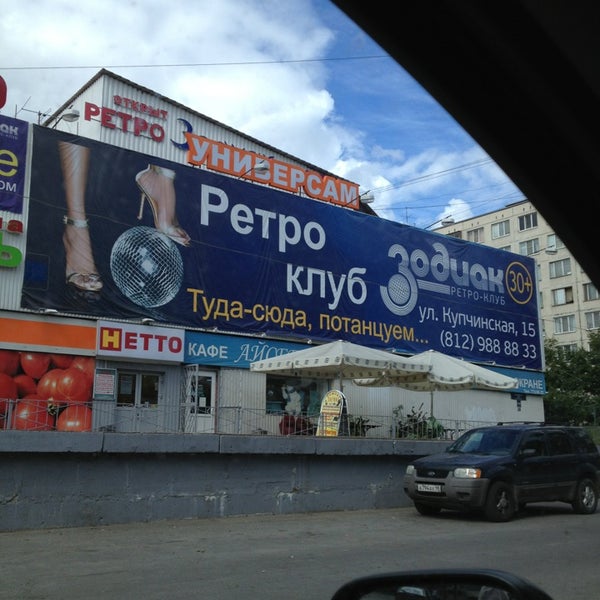 ОТКРЫТ
РЕТРО З
УНИВЕРСАМ
Ретро
клуб
Зодиак
РЕТРО-КЛУБ
30+
Туда-сюда, потанцуем...
ул. Купчинская, 15
(812) 988 88 33
НЕТТО
КАФЕ
ЭКРАНЕ